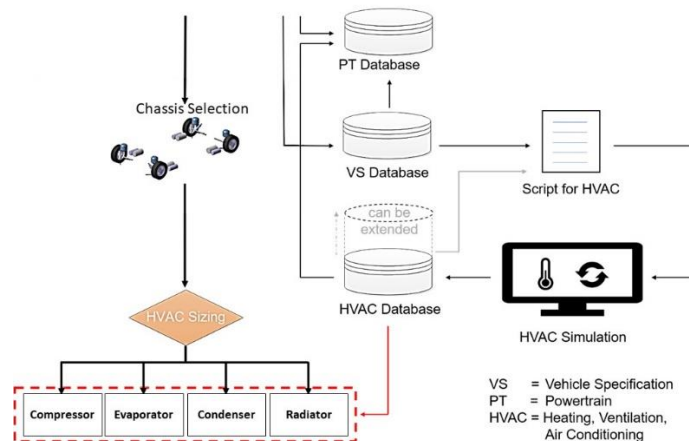 PT Database
Chassis Selection
VS Database
Script for HVAC
can be
extended
HVAC Database
HVAC Simulation
HVAC Sizing
Compressor
Evaporator
Condenser
Radiator
VS = Vehicle Specification
PT = Powertrain
HVAC = Heating, Ventilation,
Air Conditioning